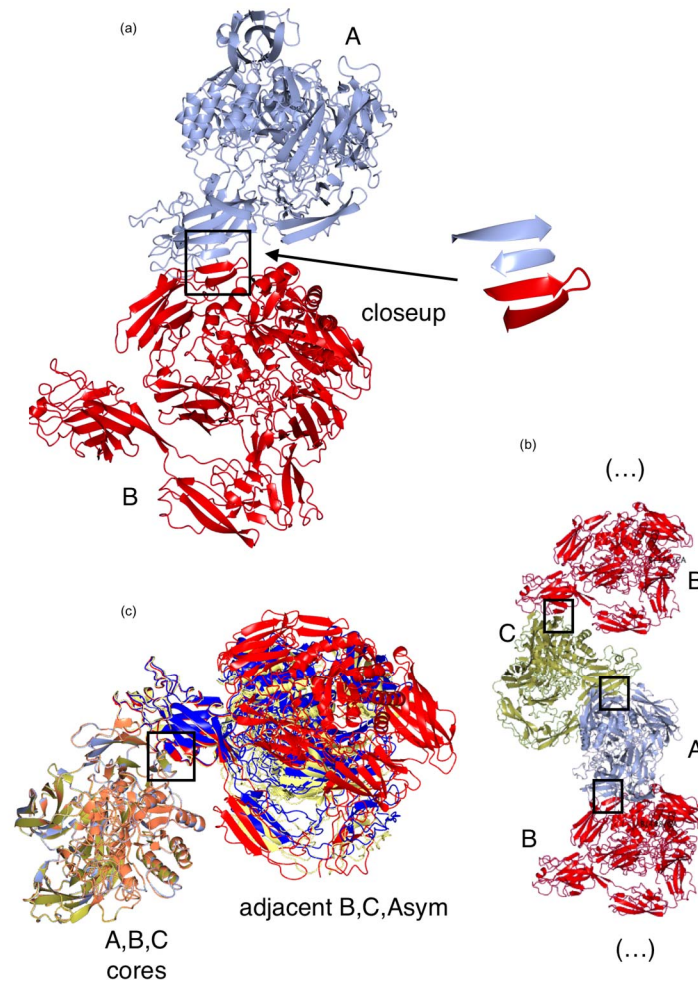 (a)
A
closeup
B
(b)
(...)
B
C
A
B
(...)
(c)
adjacent B,C,Asym
A,B,C
cores